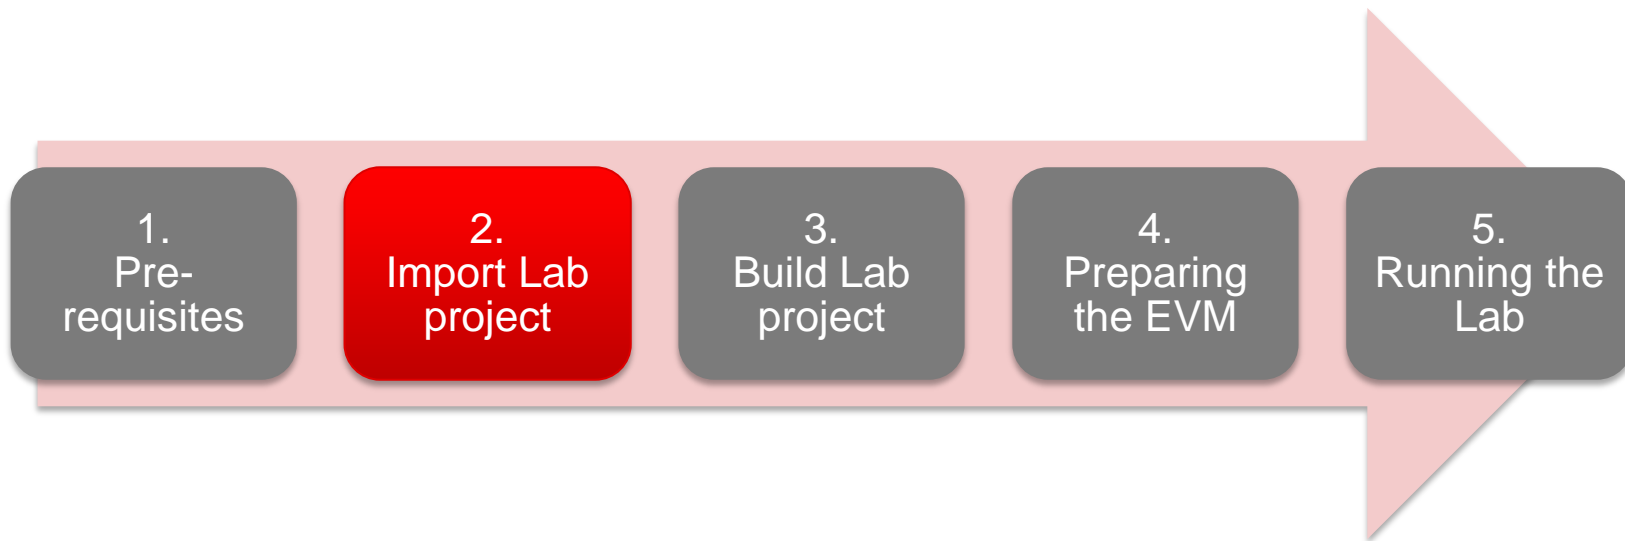 1.
Pre-
requisites
2.
Import Lab
project
3.
Build Lab
project
4.
Preparing
the EVM
5.
Running the
Lab